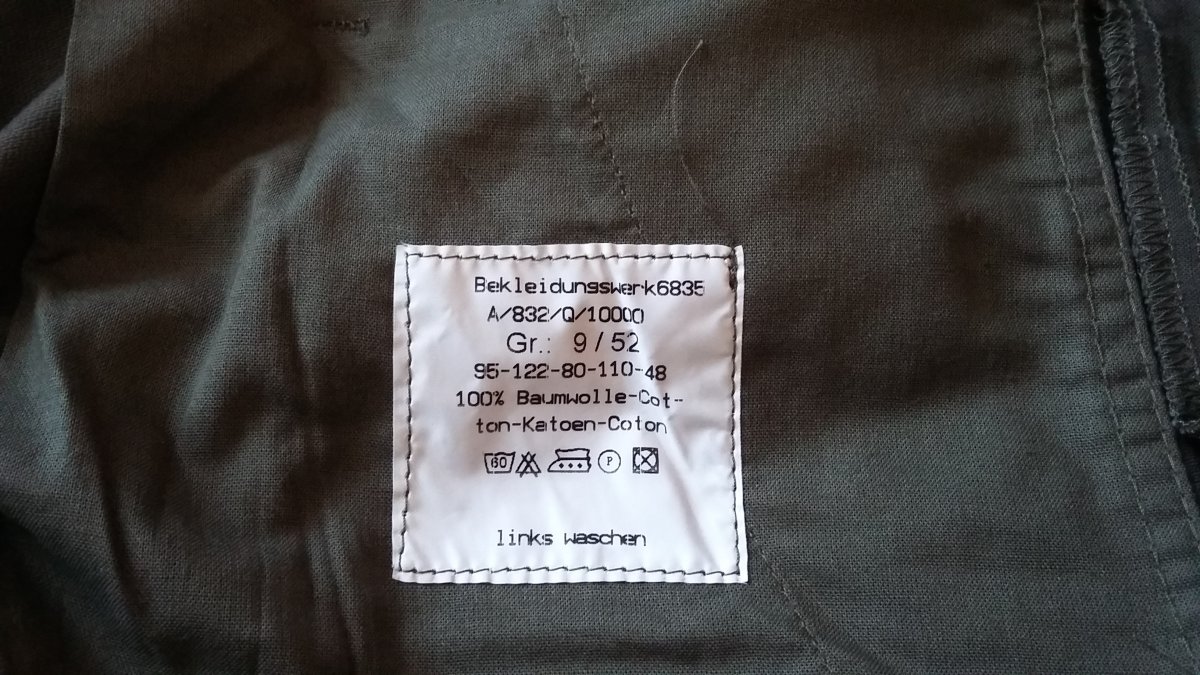 Bekleidungswerk6835
A/832/Q/10000
Gr.: 9 / 52
95-122-80-110-48
100% Baumwolle-Cot-
ton-Katoen-Coton
60 P
links waschen